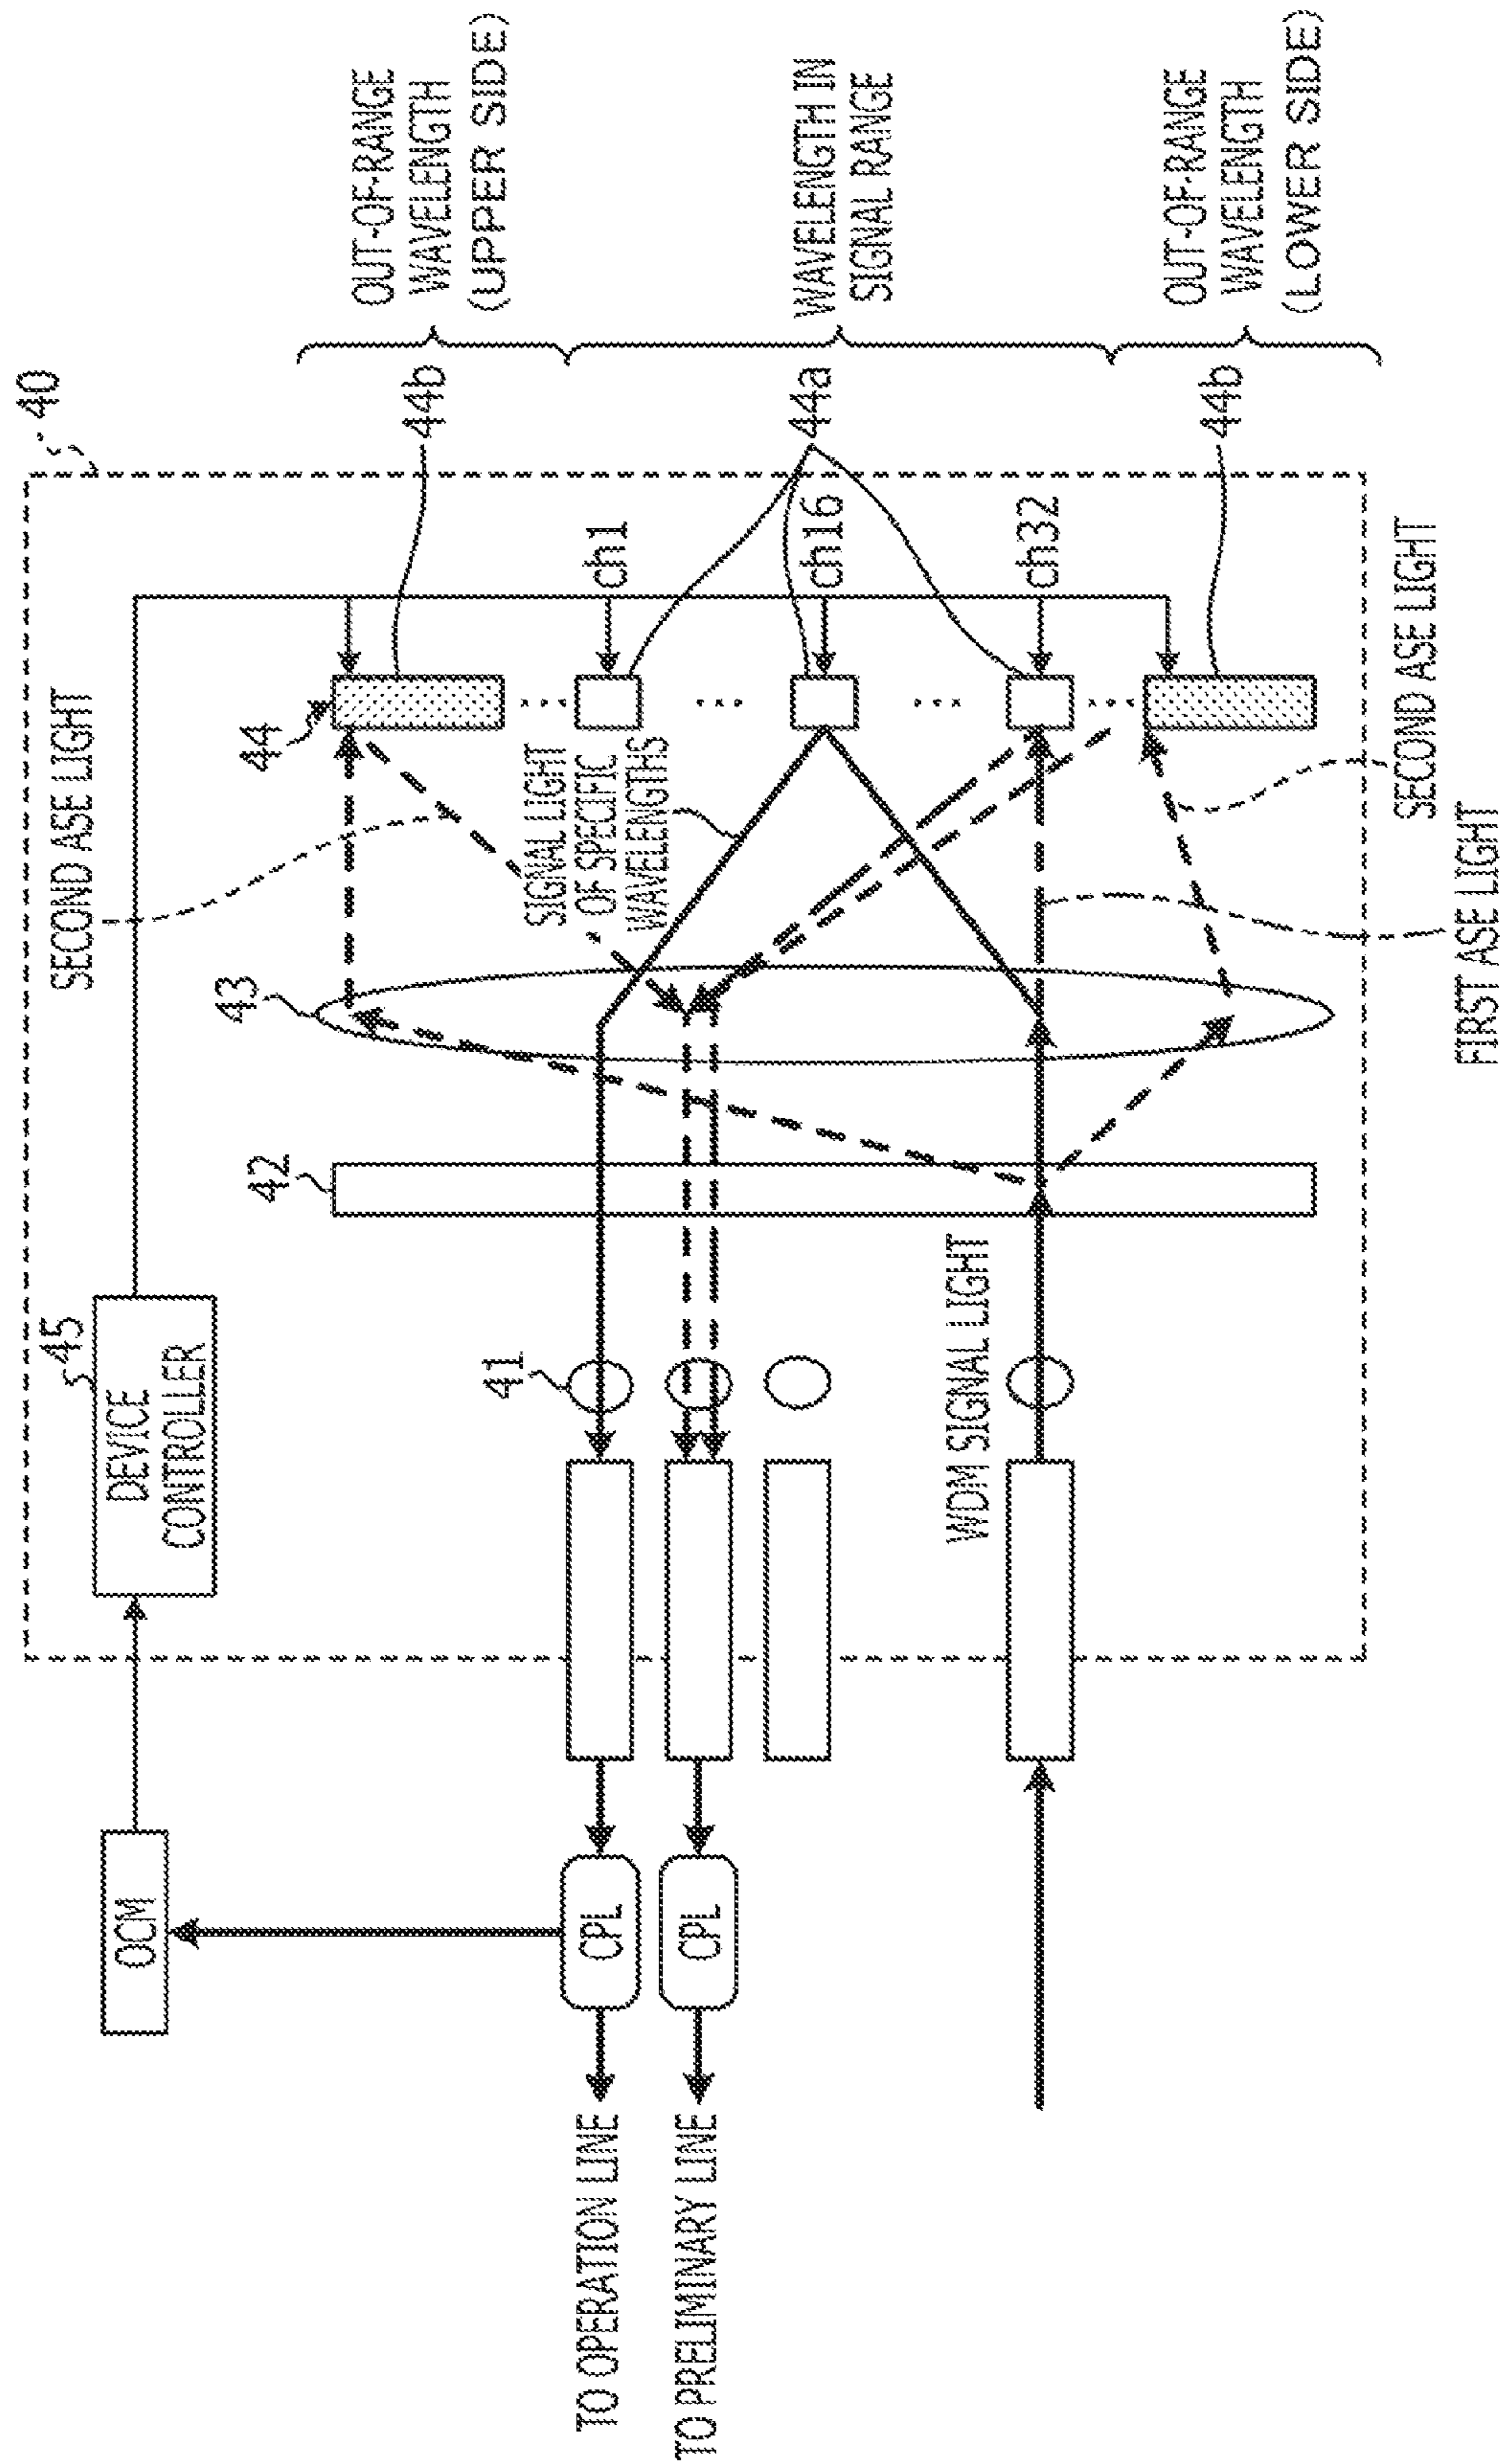 40
OUT-OF-RANGE
WAVELENGTH
(UPPER SIDE)
WAVELENGTH IN
SIGNAL RANGE
OUT-OF-RANGE
WAVELENGTH
(LOWER SIDE)
44b
44a
44b
ch1
ch16
ch32
SECOND ASE LIGHT
44
SIGNAL LIGHT
OF SPECIFIC
WAVELENGTHS
SECOND ASE LIGHT
FIRST ASE LIGHT
43
42
45
DEVICE
CONTROLLER
41
WDM SIGNAL LIGHT
OCM
CPL
CPL
TO OPERATION LINE
TO PRELIMINARY LINE